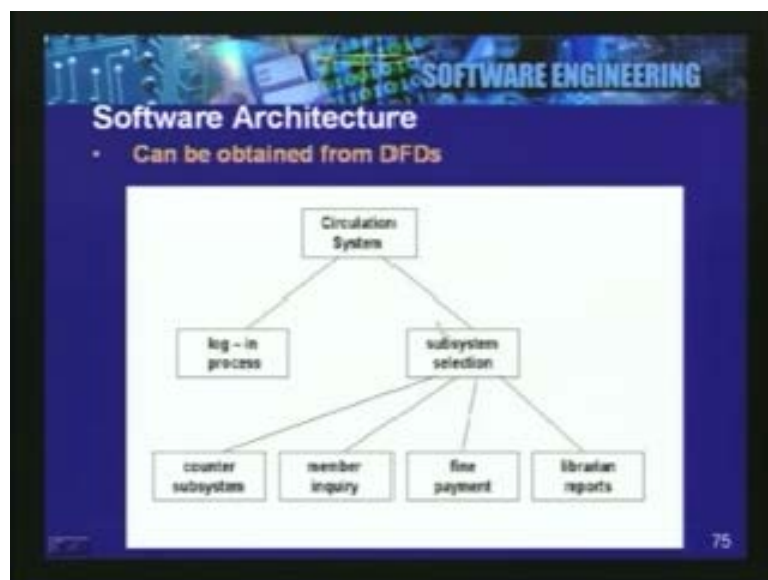 SOFTWARE ENGINEERING
Software Architecture
• Can be obtained from DFDs
Circulation
System
log – in
process
subsystem
selection
counter
subsystem
member
inquiry
fine
payment
librarian
reports
75